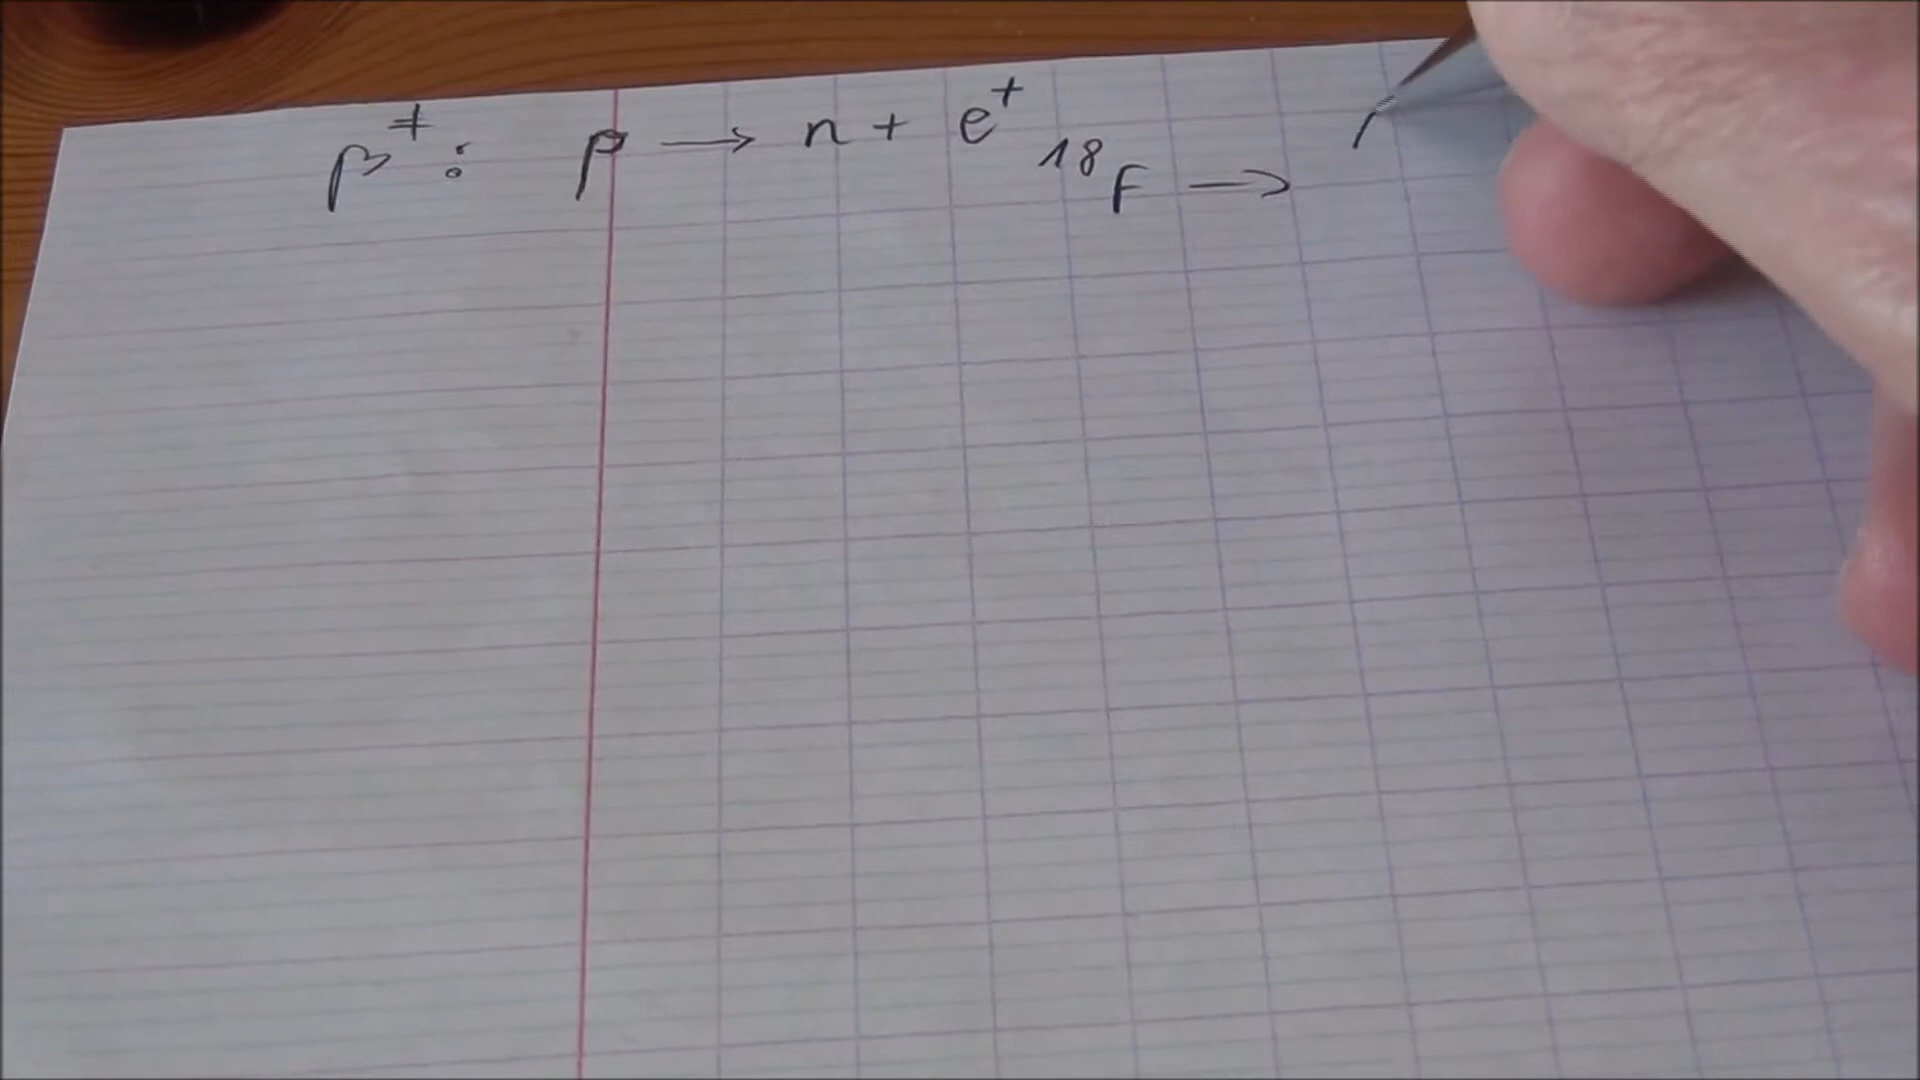 β⁺ : p → n + e⁺ ¹⁸F →